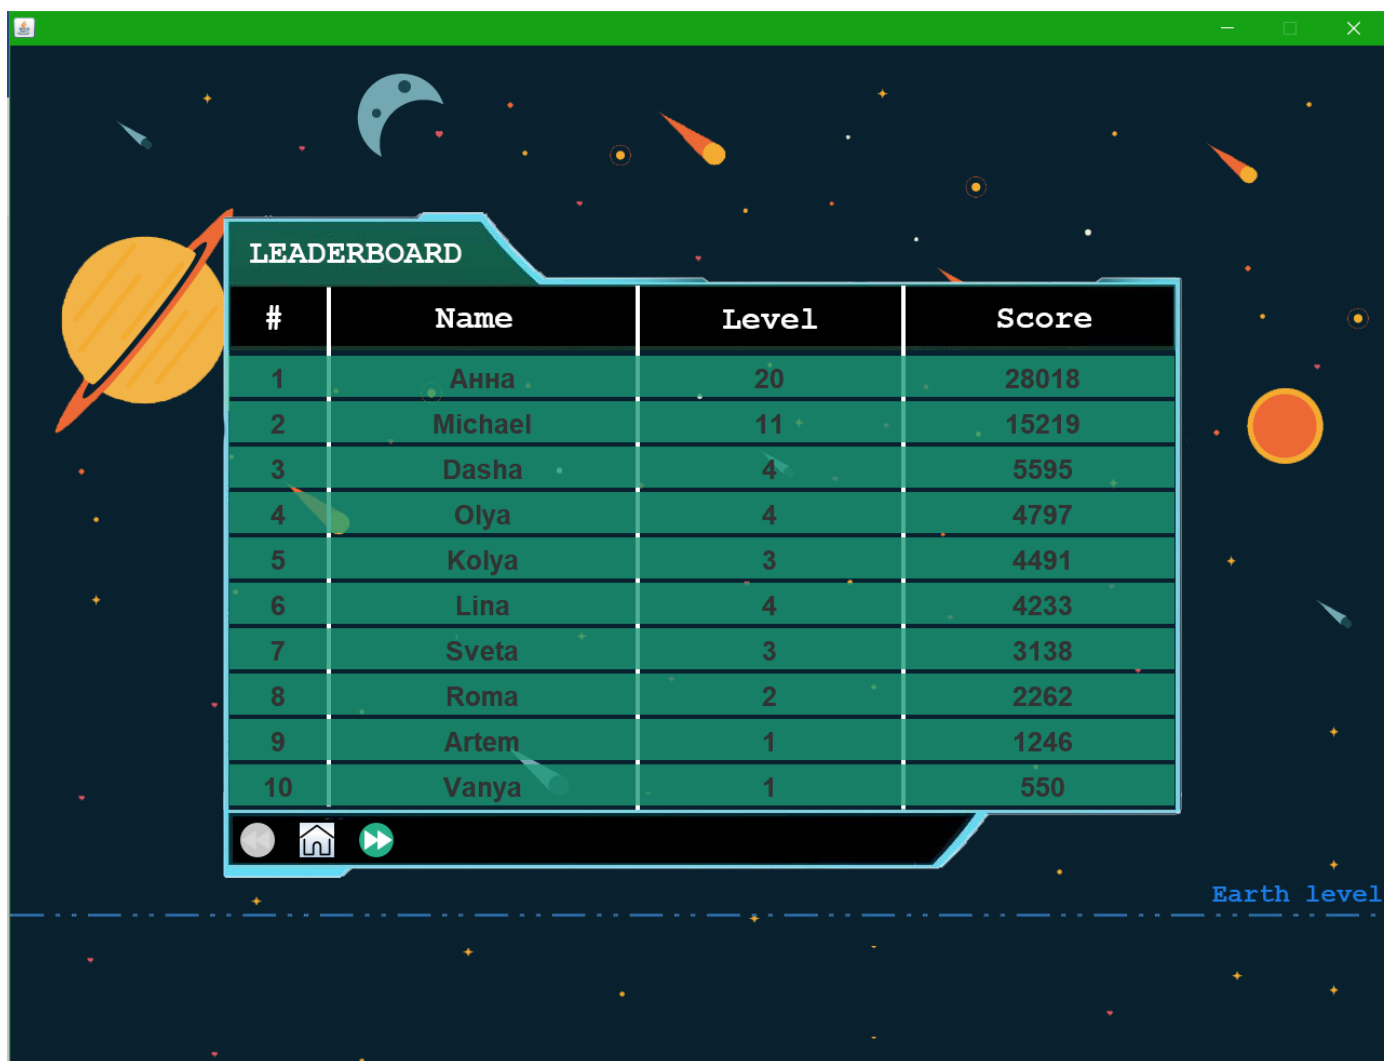 LEADERBOARD
# Name Level Score
1 Анна 20 28018
2 Michael 11 15219
3 Dasha 4 5595
4 Olya 4 4797
5 Kolya 3 4491
6 Lina 4 4233
7 Sveta 3 3138
8 Roma 2 2262
9 Artem 1 1246
10 Vanya 1 550
Earth level